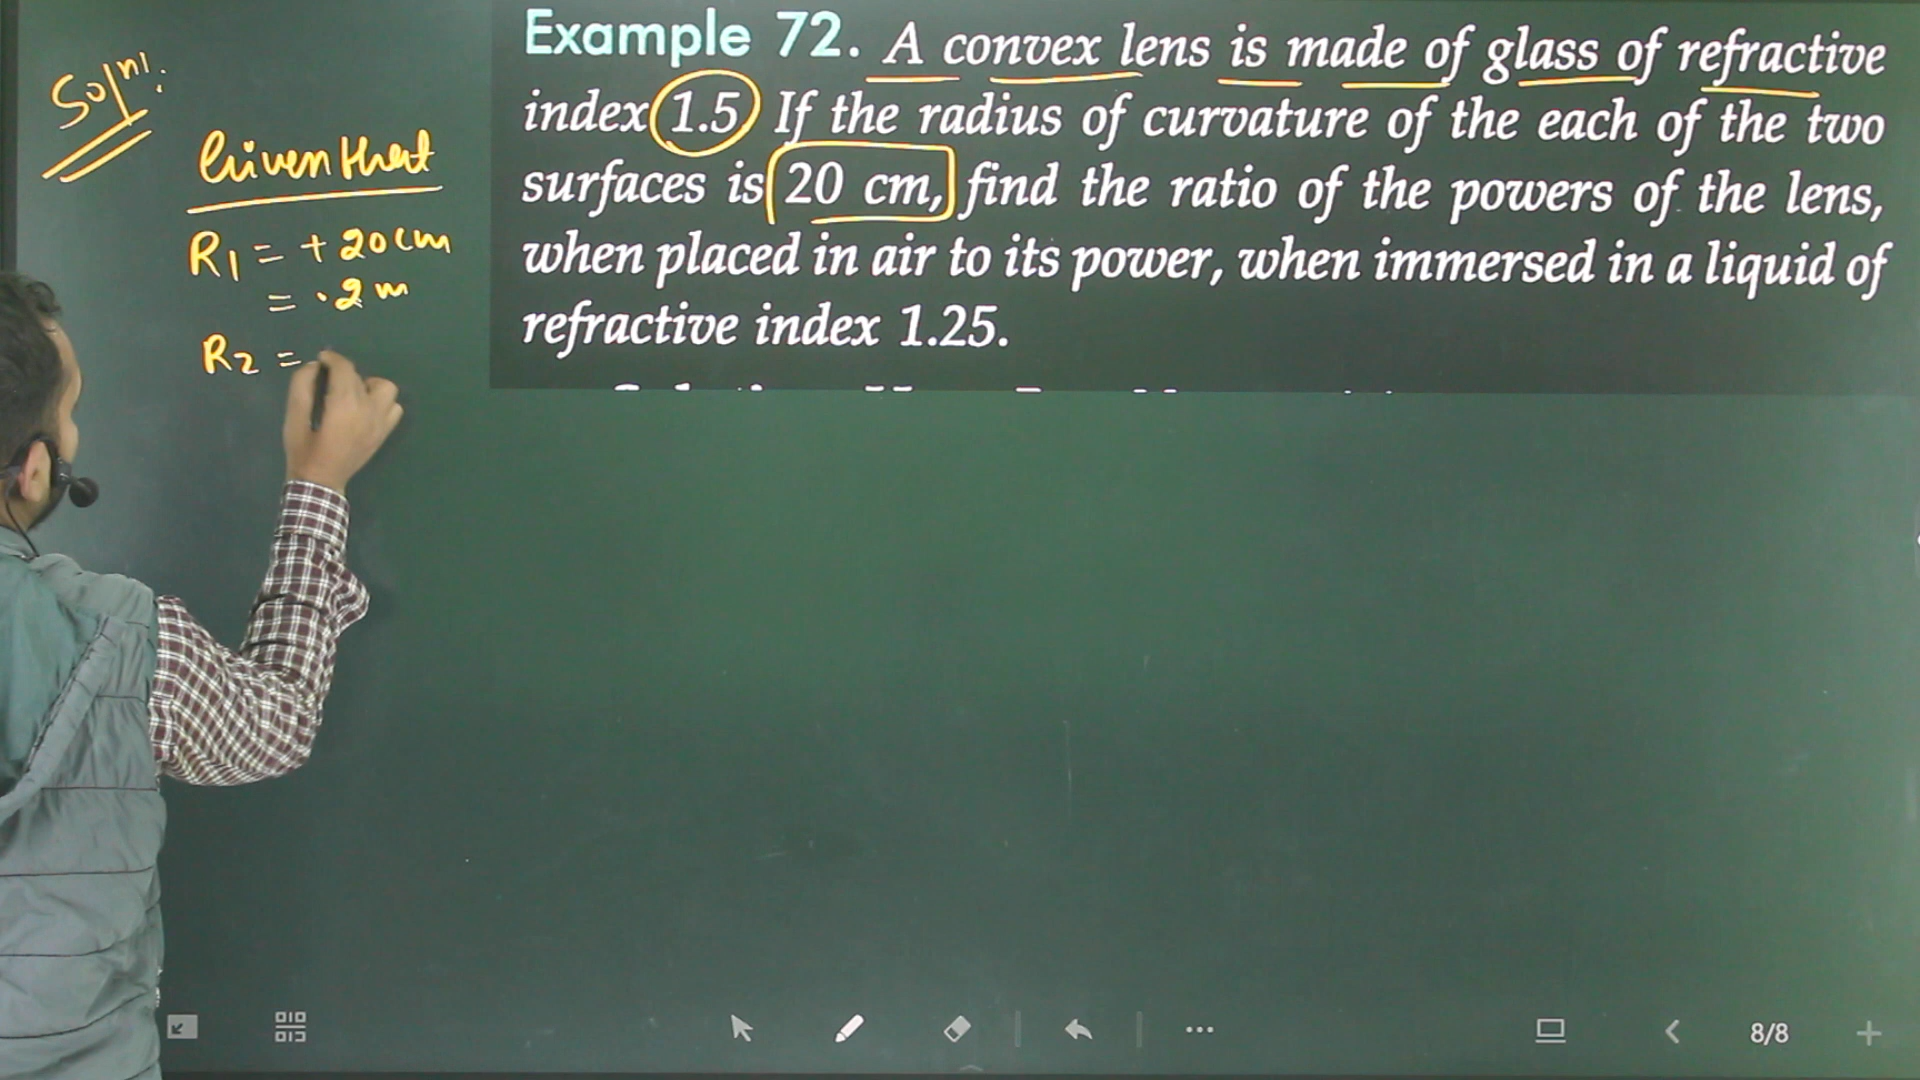 Soln!:
Given that
R1 = + 20 cm
= .2 m
R2 =
Example 72. A convex lens is made of glass of refractive
index 1.5 If the radius of curvature of the each of the two
surfaces is 20 cm, find the ratio of the powers of the lens,
when placed in air to its power, when immersed in a liquid of
refractive index 1.25.
8/8